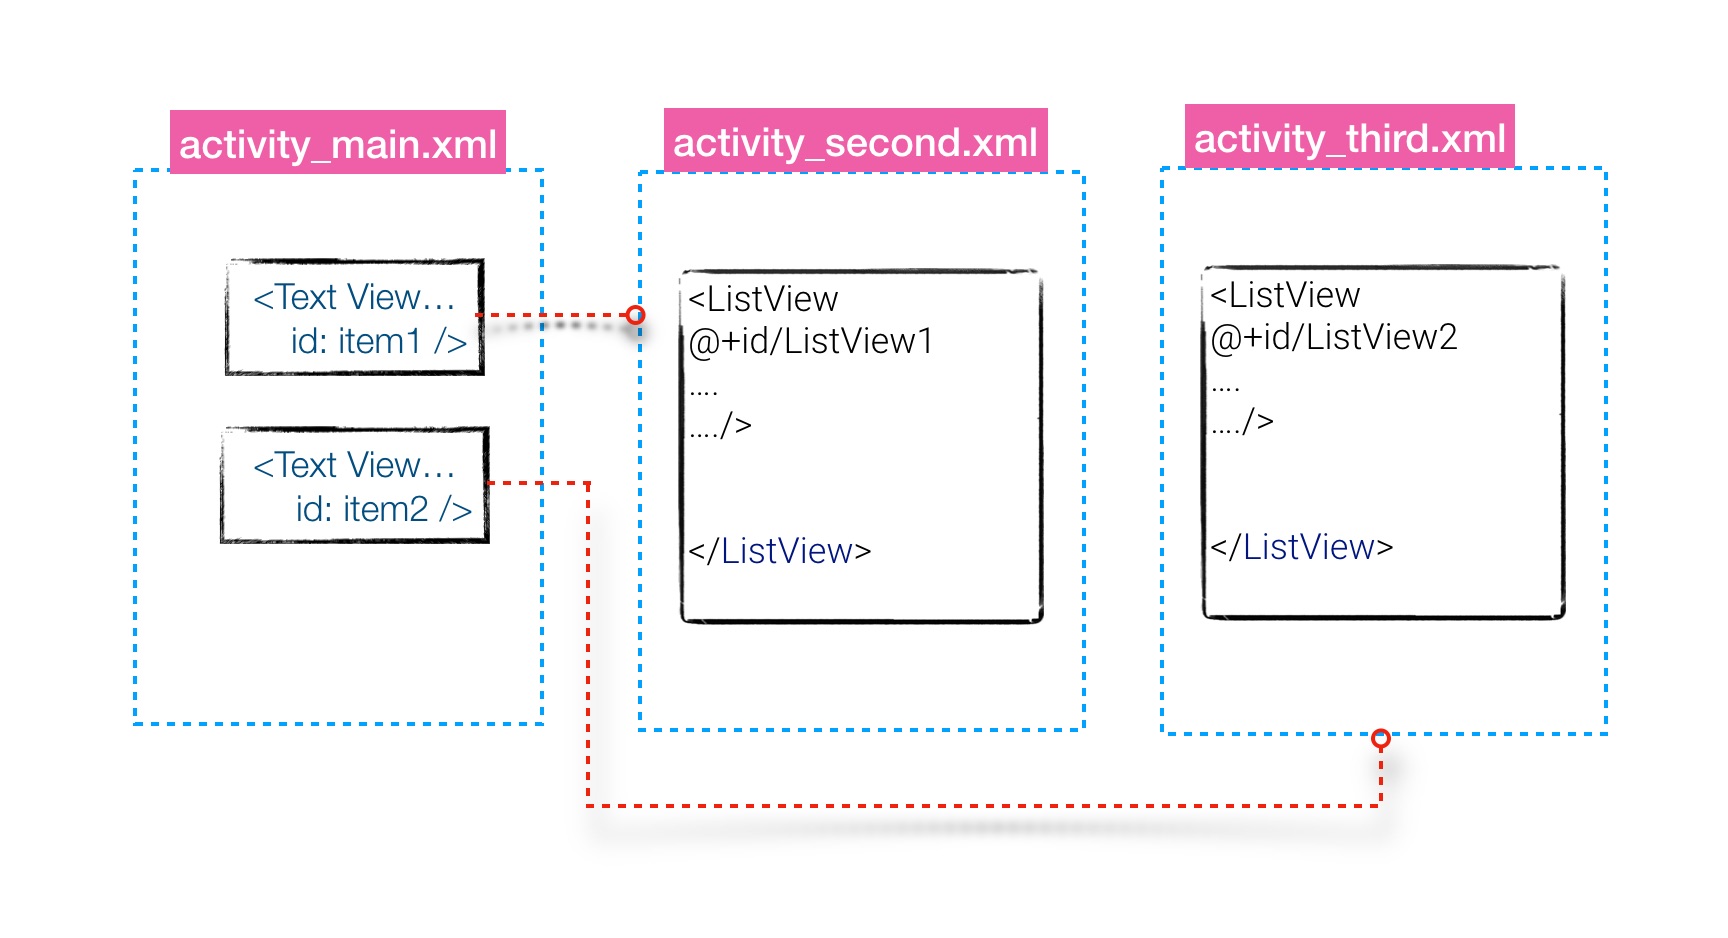 activity_main.xml
<Text View...
id: item1 />
<Text View...
id: item2 />
activity_second.xml
<ListView
@+id/ListView1
....
..../>
</ListView>
activity_third.xml
<ListView
@+id/ListView2
....
..../>
</ListView>